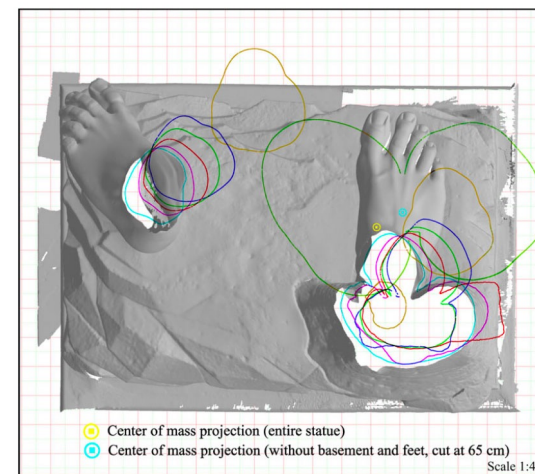 Center of mass projection (entire statue)
Center of mass projection (without basement and feet, cut at 65 cm)
Scale 1:4